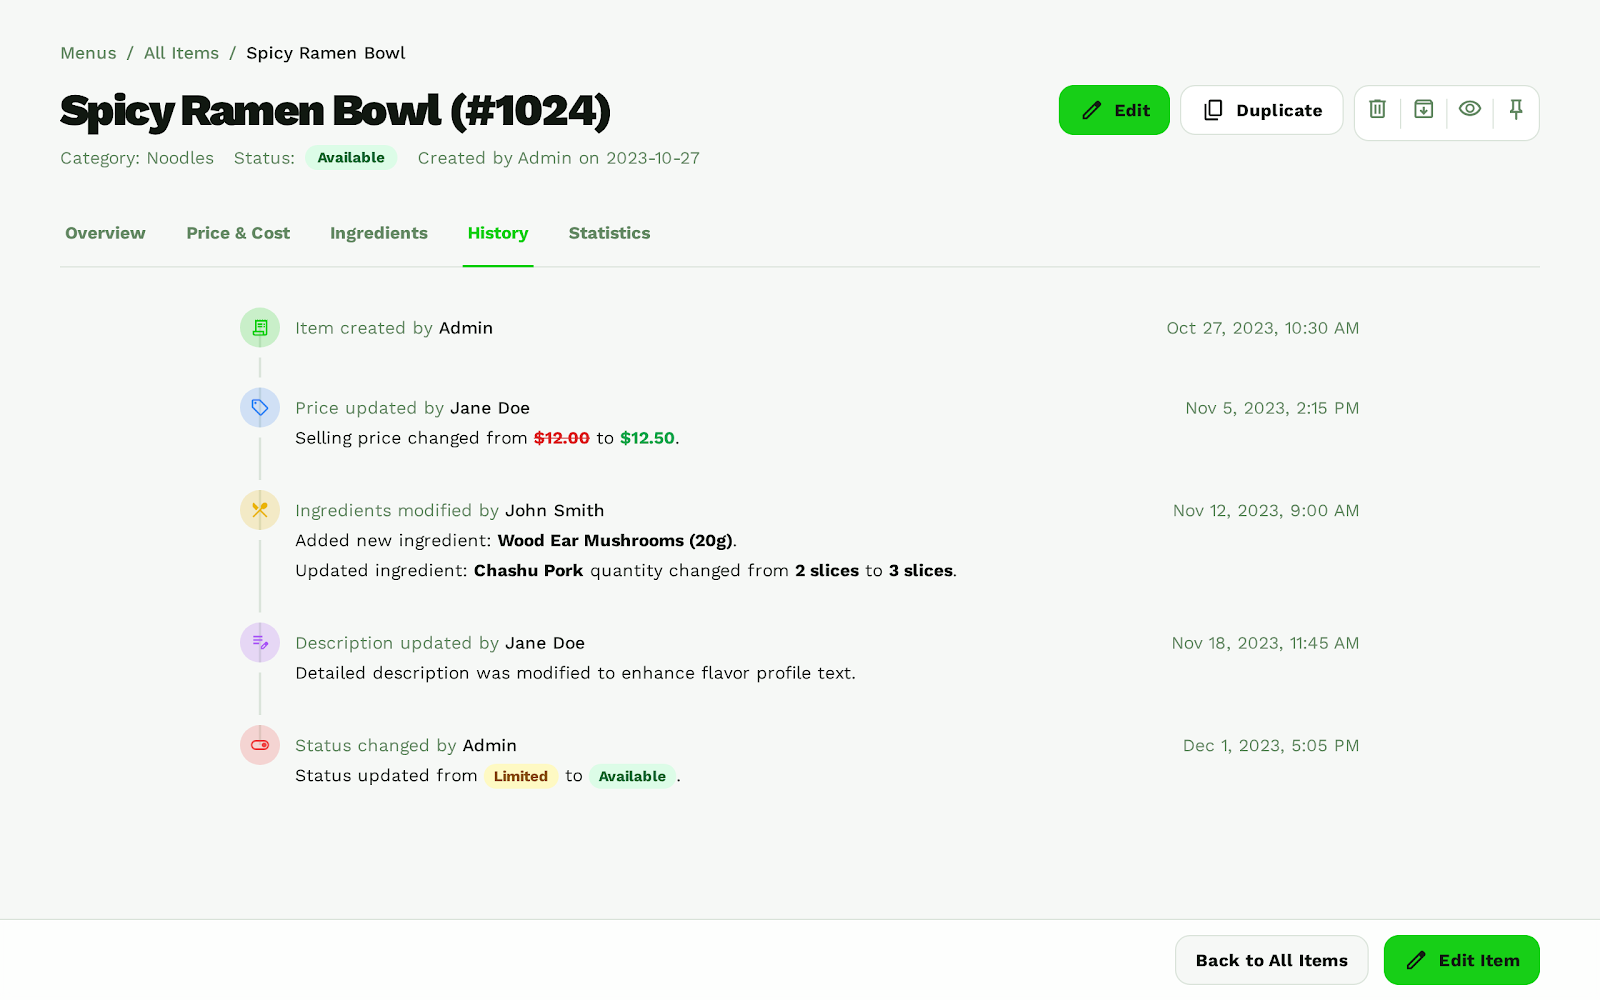 Menus / All Items / Spicy Ramen Bowl
Spicy Ramen Bowl (#1024)
Edit
Duplicate
Category: Noodles Status: Available Created by Admin on 2023-10-27
Overview Price & Cost Ingredients History Statistics
Item created by Admin Oct 27, 2023, 10:30 AM
Price updated by Jane Doe Nov 5, 2023, 2:15 PM
Selling price changed from $12.00 to $12.50.
Ingredients modified by John Smith Nov 12, 2023, 9:00 AM
Added new ingredient: Wood Ear Mushrooms (20g).
Updated ingredient: Chashu Pork quantity changed from 2 slices to 3 slices.
Description updated by Jane Doe Nov 18, 2023, 11:45 AM
Detailed description was modified to enhance flavor profile text.
Status changed by Admin Dec 1, 2023, 5:05 PM
Status updated from Limited to Available.
Back to All Items Edit Item